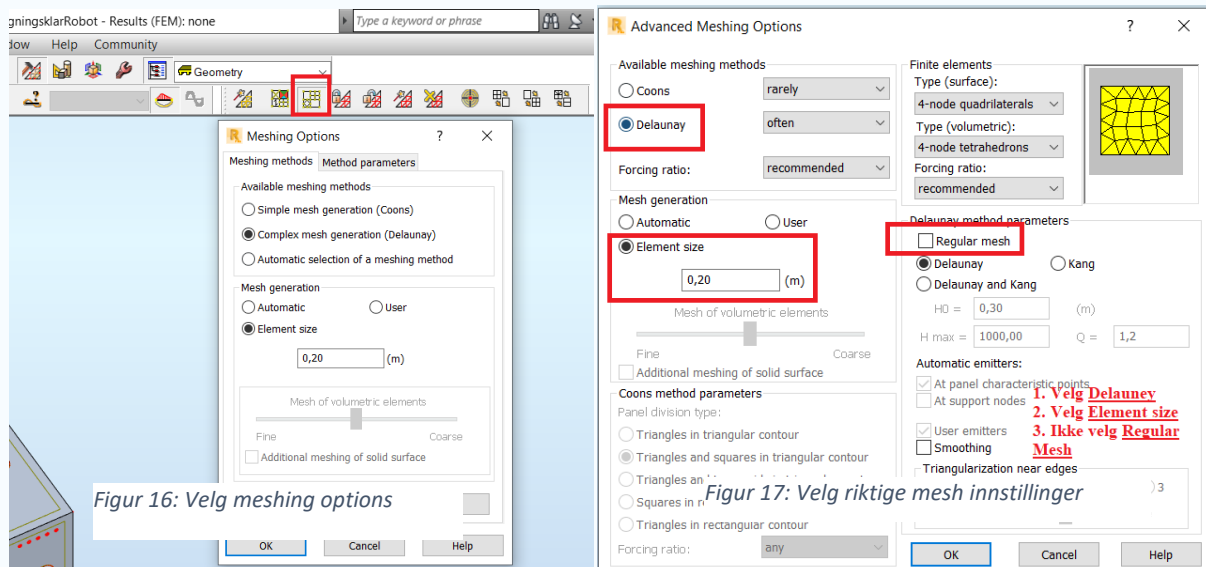 gningsklarRobot - Results (FEM): none
Type a keyword or phrase
dow Help Community
Geometry
Meshing Options
?
Meshing methods
Method parameters
Available meshing methods
Simple mesh generation (Coons)
Complex mesh generation (Delaunay)
Automatic selection of a meshing method
Mesh generation
Automatic
User
Element size
0,20
(m)
Mesh of volumetric elements
Fine
Coarse
Additional meshing of solid surface
Figur 16: Velg meshing options
OK
Cancel
Help
Advanced Meshing Options
?
Available meshing methods
Coons
rarely
Delaunay
often
Forcing ratio:
recommended
Mesh generation
Automatic
User
Element size
0,20
(m)
Mesh of volumetric elements
Fine
Coarse
Additional meshing of solid surface
Coons method parameters
Panel division type:
Triangles in triangular contour
Triangles and squares in triangular contour
Triangles an
Squares in r
Triangles in rectangular contour
Forcing ratio:
any
Figur 17: Velg riktige mesh innstillinger
Finite elements
Type (surface):
4-node quadrilaterals
Type (volumetric):
4-node tetrahedrons
Forcing ratio:
recommended
Delaunay method parameters
Regular mesh
Delaunay
Kang
Delaunay and Kang
H0 =
0,30
(m)
H max =
1000,00
Q =
1,2
Automatic emitters:
At panel characteristic points
At support nodes
User emitters
Smoothing
1. Velg Delauney
2. Velg Element size
3. Ikke velg Regular
Mesh
Triangularization near edges
3
OK
Cancel
Help